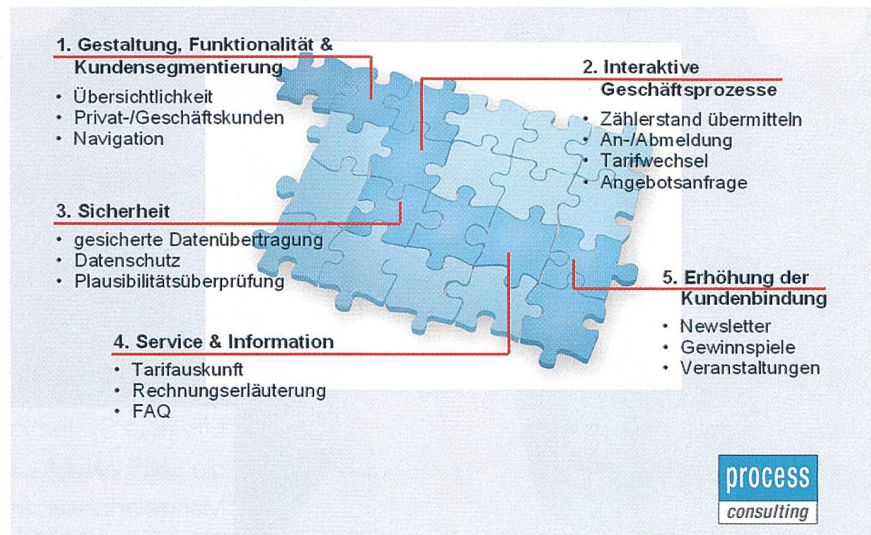 1. Gestaltung, Funktionalität &
Kundensegmentierung
• Übersichtlichkeit
• Privat-/Geschäftskunden
• Navigation
2. Interaktive
Geschäftsprozesse
• Zählerstand übermitteln
• An-/Abmeldung
• Tarifwechsel
• Angebotsanfrage
3. Sicherheit
• gesicherte Datenübertragung
• Datenschutz
• Plausibilitätsüberprüfung
4. Service & Information
• Tarifauskunft
• Rechnungserläuterung
• FAQ
5. Erhöhung der
Kundenbindung
• Newsletter
• Gewinnspiele
• Veranstaltungen
process
consulting